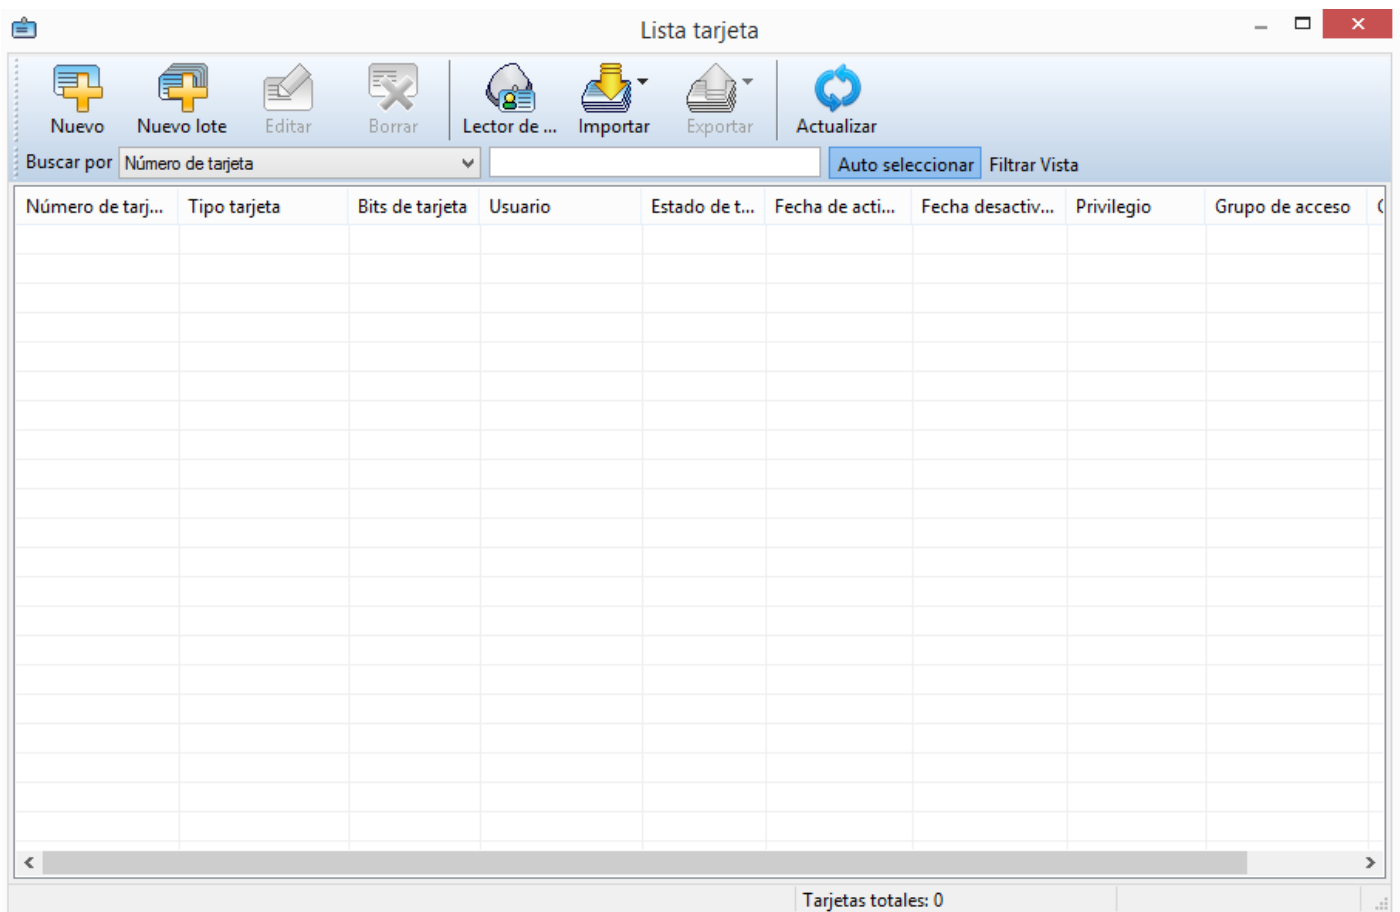 Lista tarjeta
Nuevo Nuevo lote Editar Borrar Lector de ... Importar Exportar Actualizar
Buscar por Número de tarjeta Auto seleccionar Filtrar Vista
Número de tarj... Tipo tarjeta Bits de tarjeta Usuario Estado de t... Fecha de acti... Fecha desactiv... Privilegio Grupo de acceso
Tarjetas totales: 0